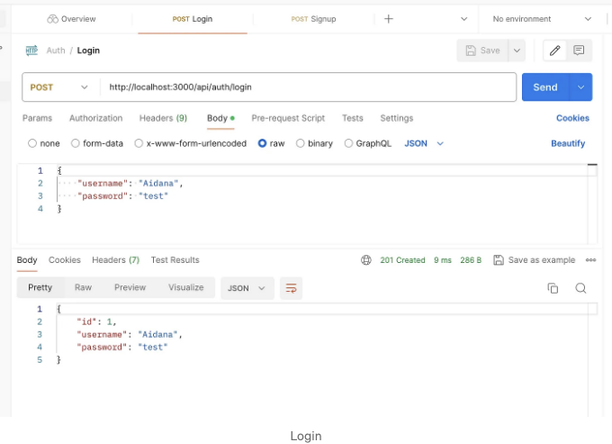 Overview POST Login POST Signup No environment
HTTP Auth / Login Save
POST http://localhost:3000/api/auth/login Send
Params Authorization Headers (9) Body Pre-request Script Tests Settings Cookies
none form-data x-www-form-urlencoded raw binary GraphQL JSON Beautify
1 {
2 "username": "Aidana",
3 "password": "test"
4 }
Body Cookies Headers (7) Test Results 201 Created 9 ms 286 B Save as example
Pretty Raw Preview Visualize JSON
1 {
2 "id": 1,
3 "username": "Aidana",
4 "password": "test"
5 }
Login